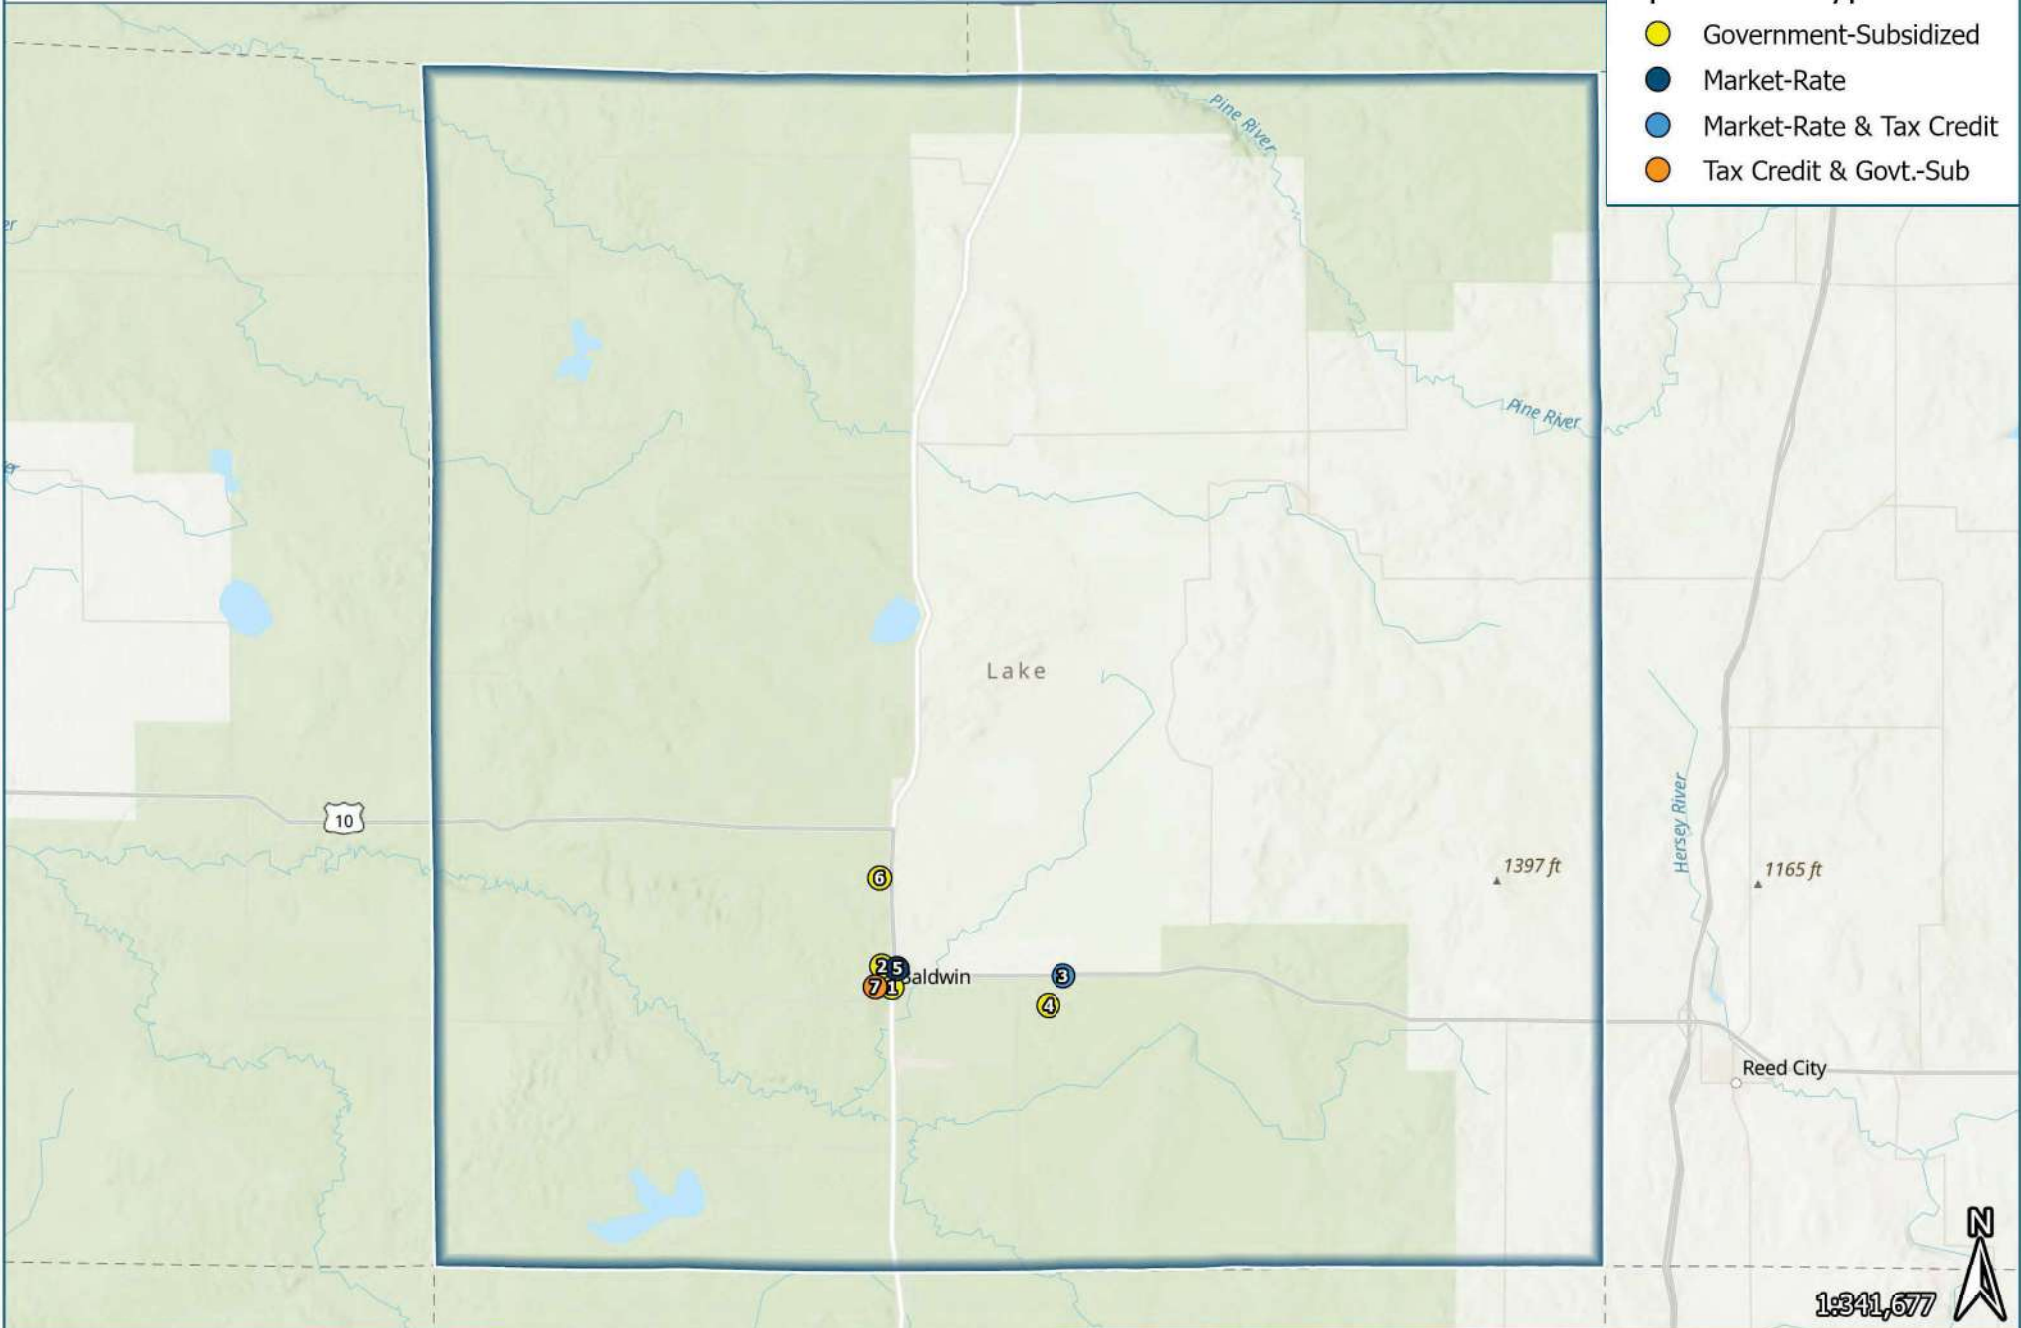 Government-Subsidized
Market-Rate
Market-Rate & Tax Credit
Tax Credit & Govt.-Sub
Pine River
Pine River
Lake
10
Hersey River
1397 ft
1165 ft
6
2
5
Baldwin
3
7
1
4
Reed City
N
1:341,677